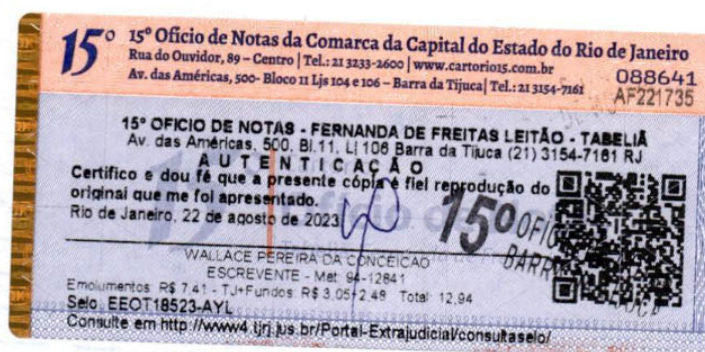 15º 15º Ofício de Notas da Comarca da Capital do Estado do Rio de Janeiro
Rua do Ouvidor, 89 – Centro | Tel.: 21 3233-2600 | www.cartorio15.com.br
Av. das Américas, 500- Bloco 11 Ljs 104 e 106 – Barra da Tijuca | Tel.: 21 3154-7161
088641
AF221735
15º OFICIO DE NOTAS - FERNANDA DE FREITAS LEITÃO - TABELIÃ
Av. das Américas, 500, Bl.11, Lj 106 Barra da Tijuca (21) 3154-7161 RJ
AUTENTICAÇÃO
Certifico e dou fé que a presente cópia é fiel reprodução do
original que me foi apresentado.
Rio de Janeiro, 22 de agosto de 2023
15º OFIC
BARR
WALLACE PEREIRA DA CONCEICAO
ESCREVENTE - Mat: 94-12841
Emolumentos: R$ 7,41 - TJ+Fundos: R$ 3,05+2,48 Total: 12,94
Selo: EEOT18523-AYL
Consulte em http://www4.tjrj.jus.br/Portal-Extrajudicial/consultaselo/